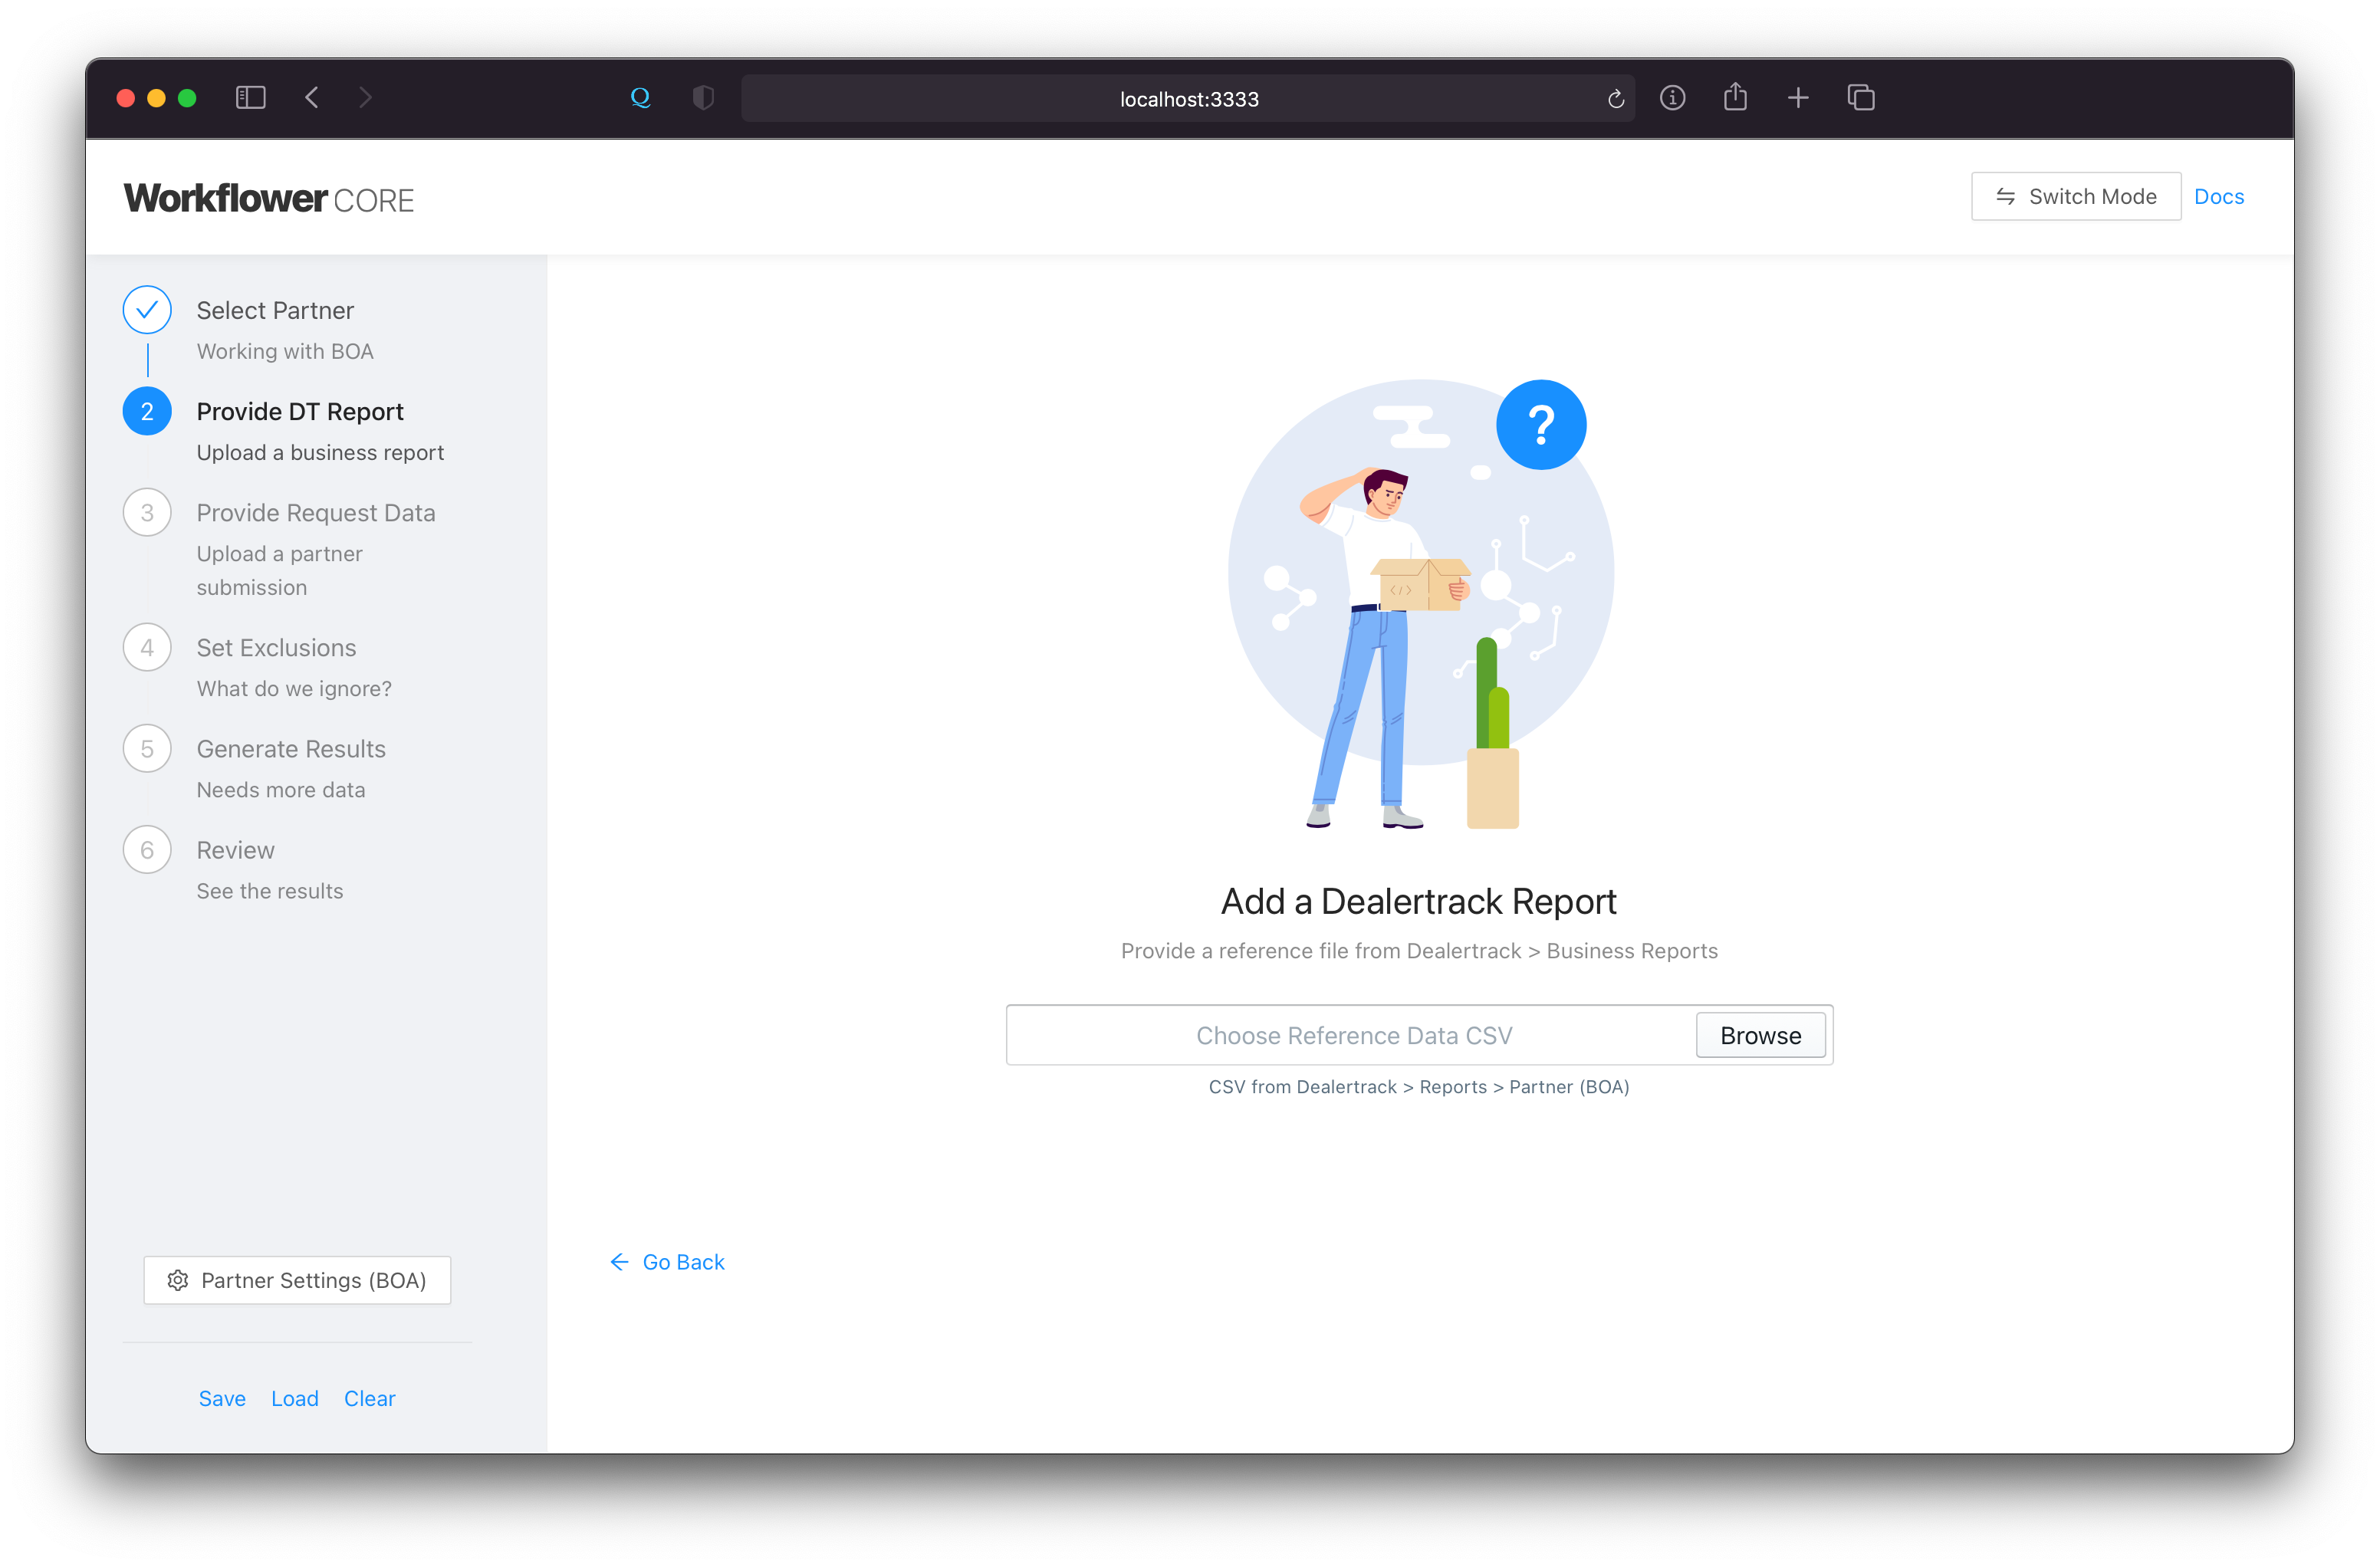 localhost:3333
Workflower CORE
Switch Mode
Docs
Select Partner
Working with BOA
2
Provide DT Report
Upload a business report
3
Provide Request Data
Upload a partner
submission
4
Set Exclusions
What do we ignore?
5
Generate Results
Needs more data
6
Review
See the results
Partner Settings (BOA)
Save Load Clear
?
</>
Add a Dealertrack Report
Provide a reference file from Dealertrack > Business Reports
Choose Reference Data CSV
Browse
CSV from Dealertrack > Reports > Partner (BOA)
Go Back